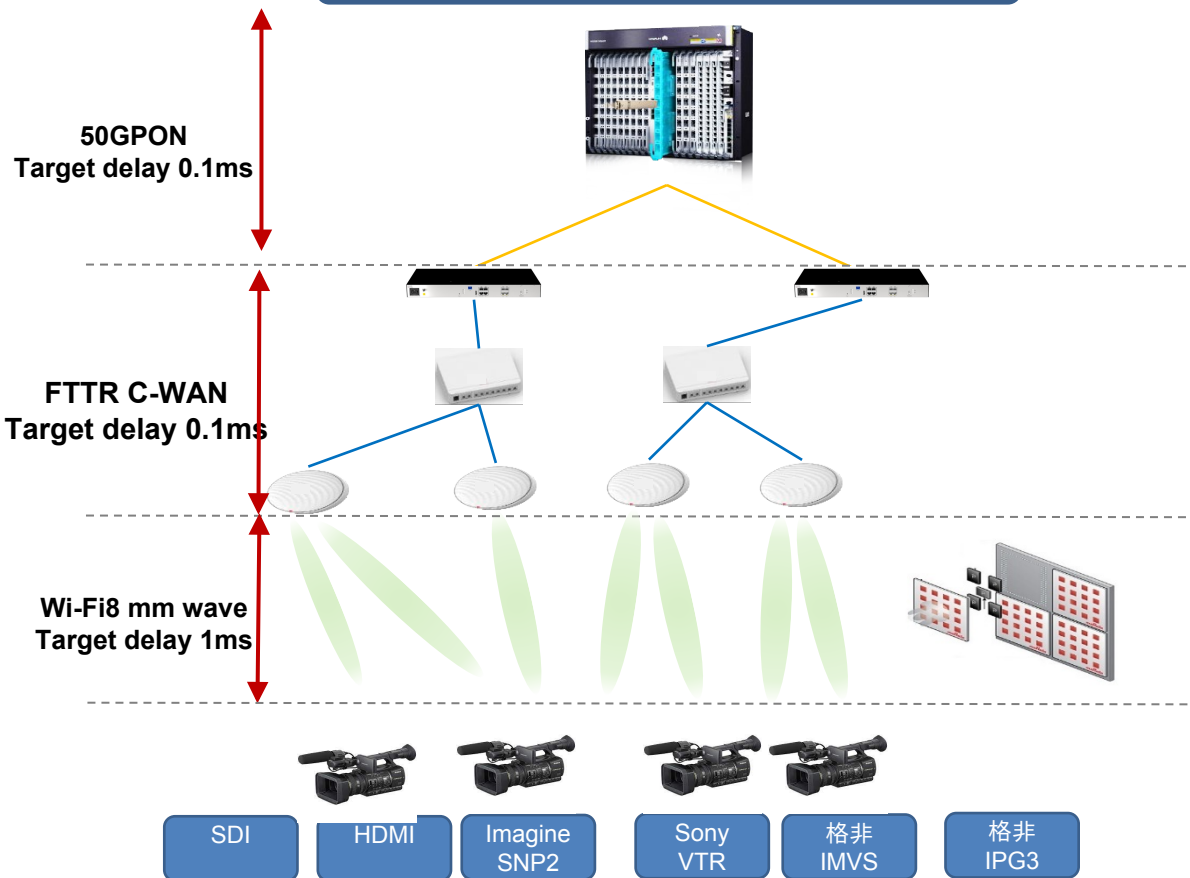 50GPON
Target delay 0.1ms
FTTR C-WAN
Target delay 0.1ms
Wi-Fi8 mm wave
Target delay 1ms
SDI
HDMI
Imagine
SNP2
Sony
VTR
格非
IMVS
格非
IPG3